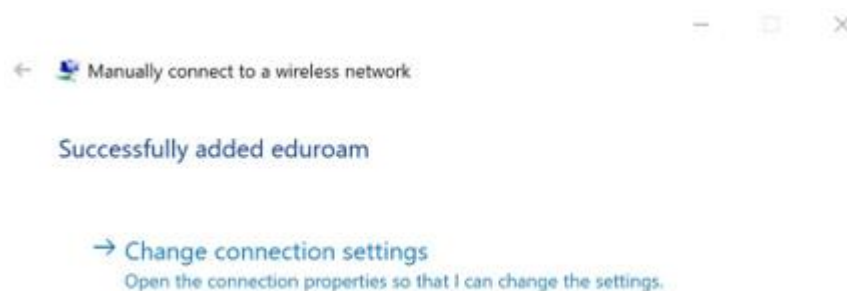 Manually connect to a wireless network
Successfully added eduroam
→ Change connection settings
Open the connection properties so that I can change the settings.